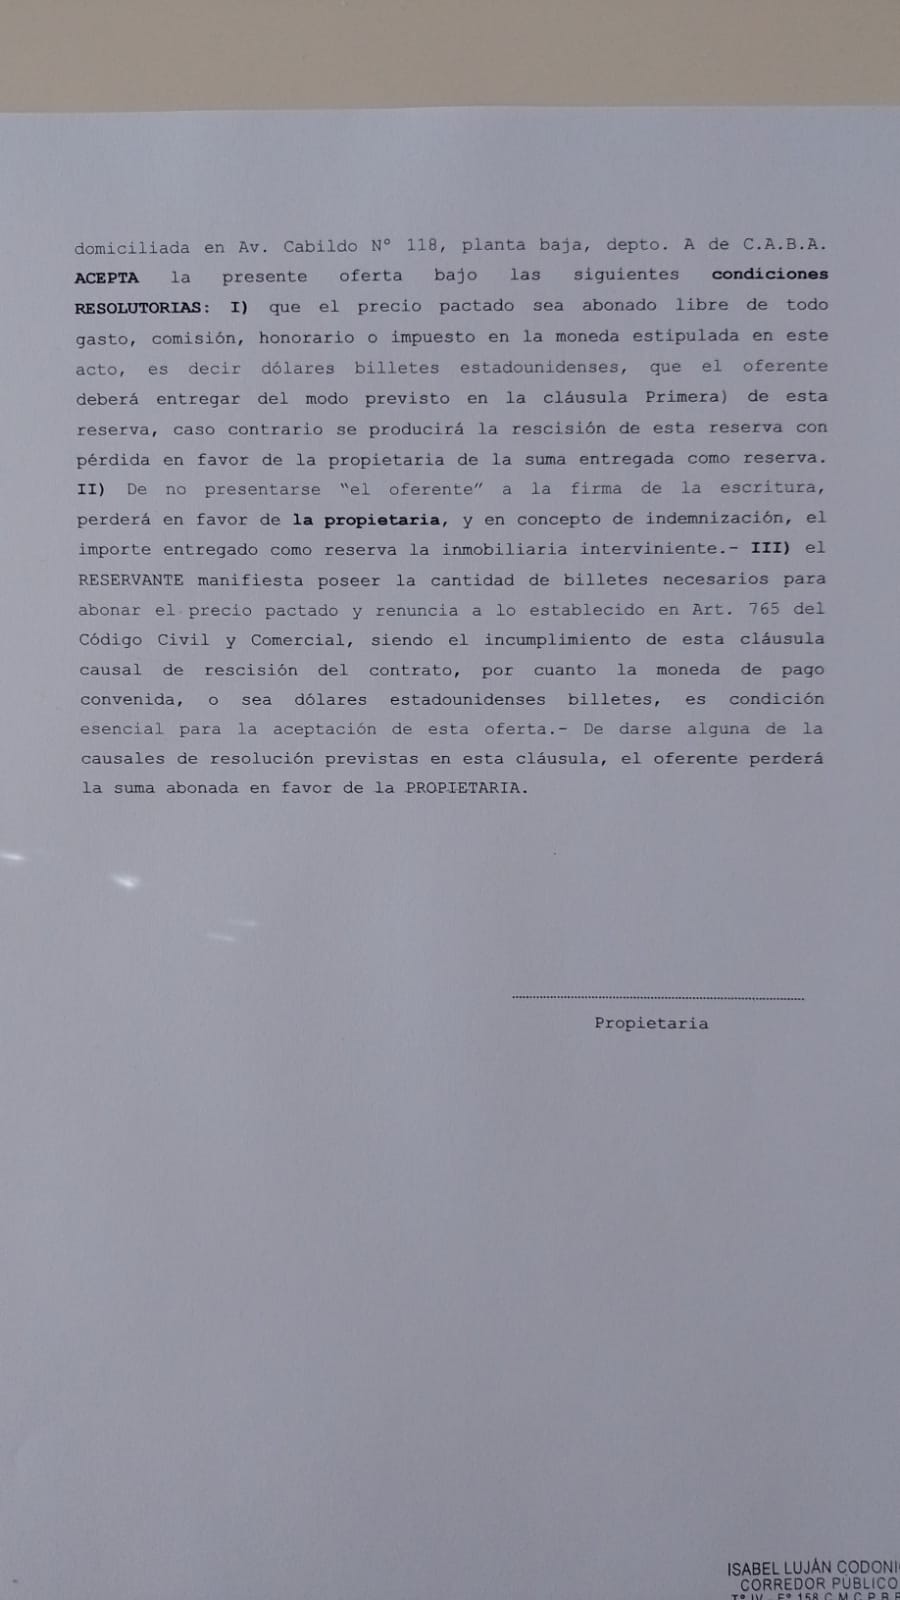 domiciliada en Av. Cabildo N° 118, planta baja, depto. A de C.A.B.A.
ACEPTA la presente oferta bajo las siguientes condiciones
RESOLUTORIAS: I) que el precio pactado sea abonado libre de todo
gasto, comisión, honorario o impuesto en la moneda estipulada en este
acto, es decir dólares billetes estadounidenses, que el oferente
deberá entregar del modo previsto en la cláusula Primera) de esta
reserva, caso contrario se producirá la rescisión de esta reserva con
pérdida en favor de la propietaria de la suma entregada como reserva.
II) De no presentarse "el oferente" a la firma de la escritura,
perderá en favor de la propietaria, y en concepto de indemnización, el
importe entregado como reserva la inmobiliaria interviniente.- III) el
RESERVANTE manifiesta poseer la cantidad de billetes necesarios para
abonar el precio pactado y renuncia a lo establecido en Art. 765 del
Código Civil y Comercial, siendo el incumplimiento de esta cláusula
causal de rescisión del contrato, por cuanto la moneda de pago
convenida, o sea dólares estadounidenses billetes, es condición
esencial para la aceptación de esta oferta.- De darse alguna de la
causales de resolución previstas en esta cláusula, el oferente perderá
la suma abonada en favor de la PROPIETARIA.
Propietaria
ISABEL LUJÁN CODONI
CORREDOR PÚBLICO
Tº IV - Fº 158 C.M.C.P.B.